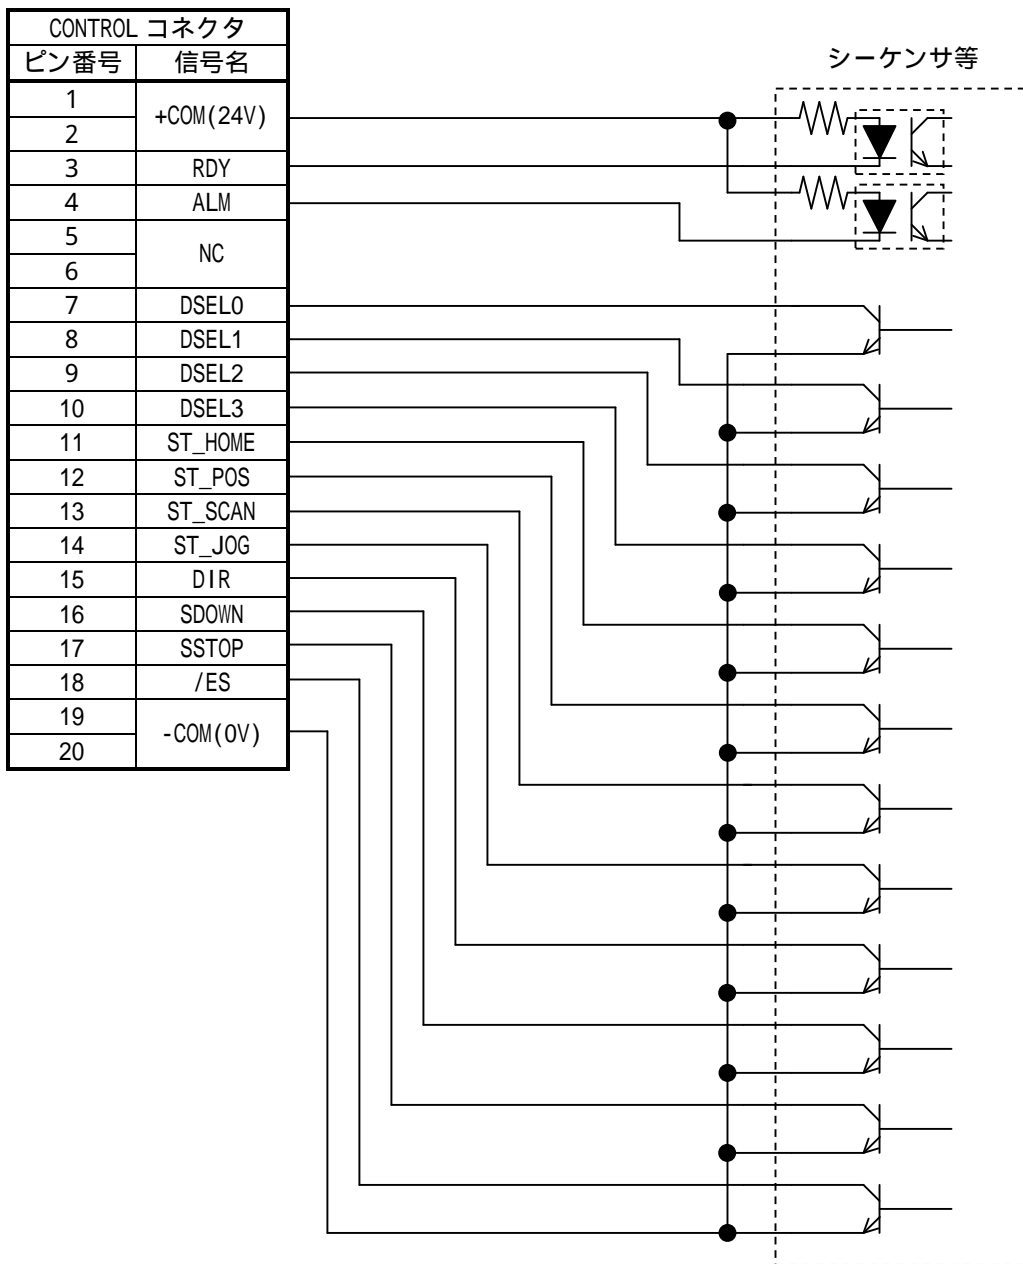 CONTROL コネクタ
ピン番号 信号名
シーケンサ等
1
+COM(24V)
2
3 RDY
4 ALM
5
NC
6
7 DSEL0
8 DSEL1
9 DSEL2
10 DSEL3
11 ST_HOME
12 ST_POS
13 ST_SCAN
14 ST_JOG
15 DIR
16 SDOWN
17 SSTOP
18 /ES
19
-COM(0V)
20